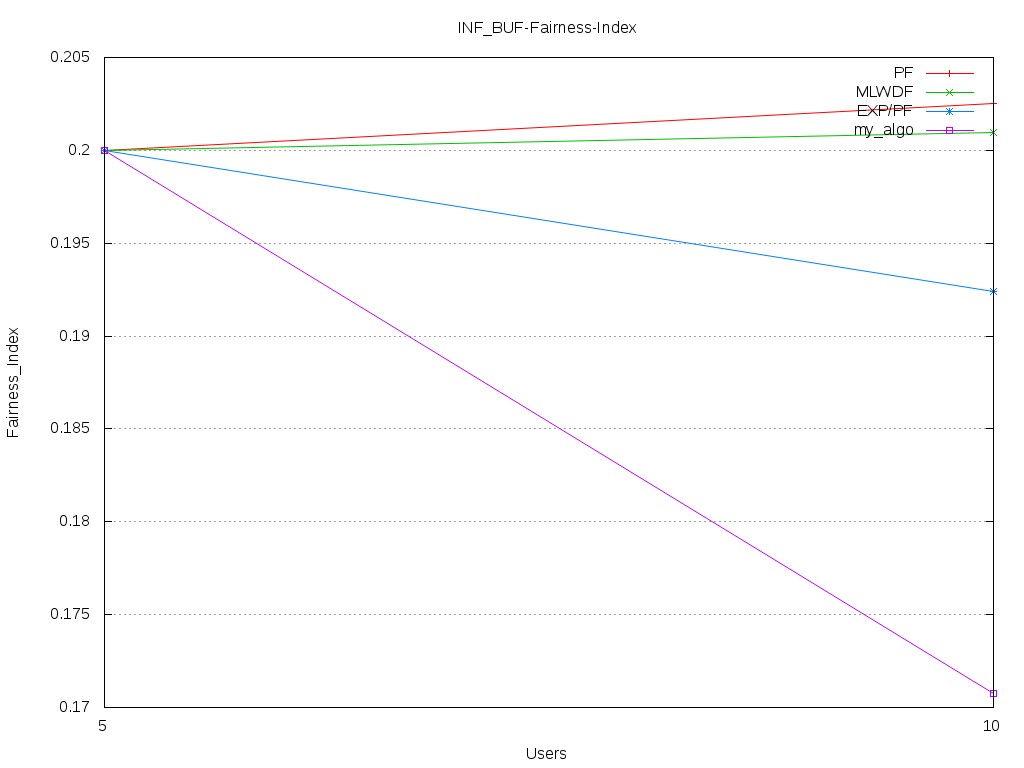 INF_BUF-Fairness-Index
0.205
PF
MLWDF
EXP/PF
my_algo
0.2
0.195
0.19
0.185
0.18
0.175
0.17
Fairness_Index
5
10
Users